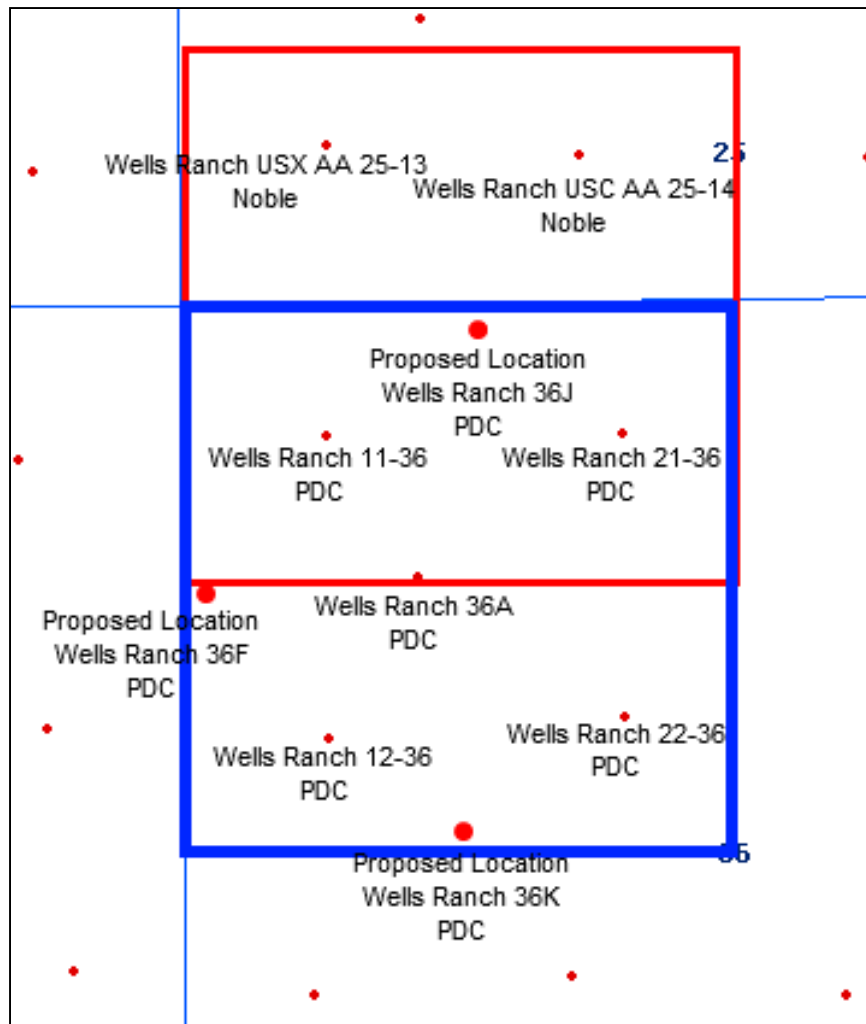 25
Wells Ranch USX AA 25-13
Noble
Wells Ranch USC AA 25-14
Noble
Proposed Location
Wells Ranch 36J
PDC
Wells Ranch 11-36
PDC
Wells Ranch 21-36
PDC
Wells Ranch 36A
PDC
Proposed Location
Wells Ranch 36F
PDC
Wells Ranch 12-36
PDC
Wells Ranch 22-36
PDC
Proposed Location
Wells Ranch 36K
PDC